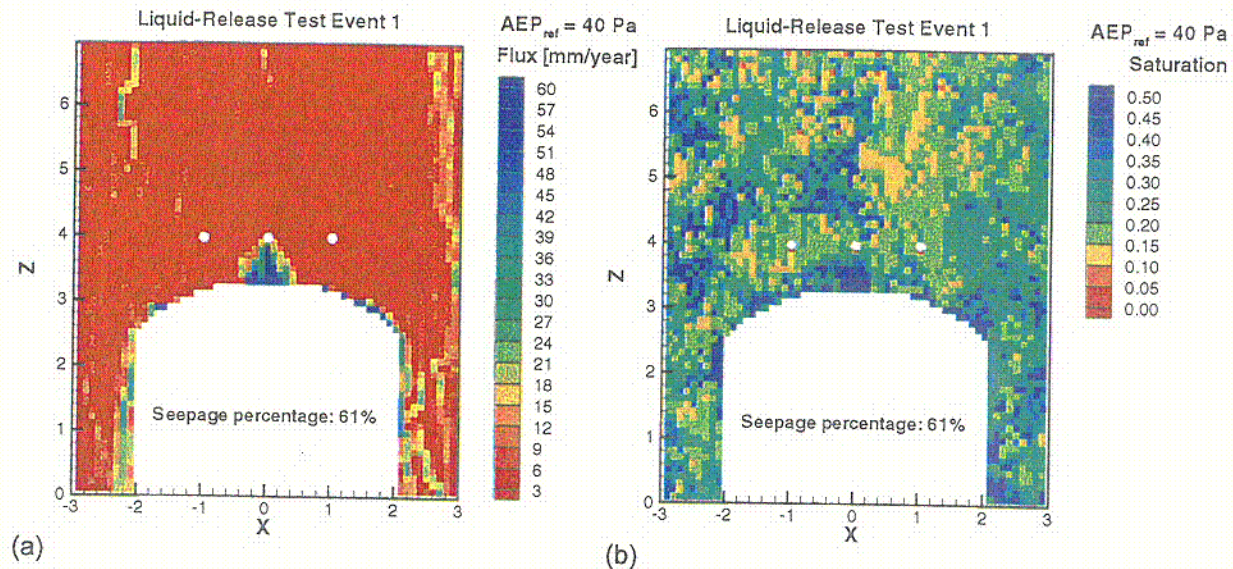 Liquid-Release Test Event 1
AEPref = 40 Pa
Flux [mm/year]
60
57
54
51
48
45
42
39
36
33
30
27
24
21
18
15
12
9
6
3
6
5
4
3
2
1
0
Z
Seepage percentage: 61%
-3 -2 -1 0 1 2 3
X
(a)
Liquid-Release Test Event 1
AEPref = 40 Pa
Saturation
0.50
0.45
0.40
0.35
0.30
0.25
0.20
0.15
0.10
0.05
0.00
6
5
4
3
2
1
0
Z
Seepage percentage: 61%
-3 -2 -1 0 1 2 3
X
(b)